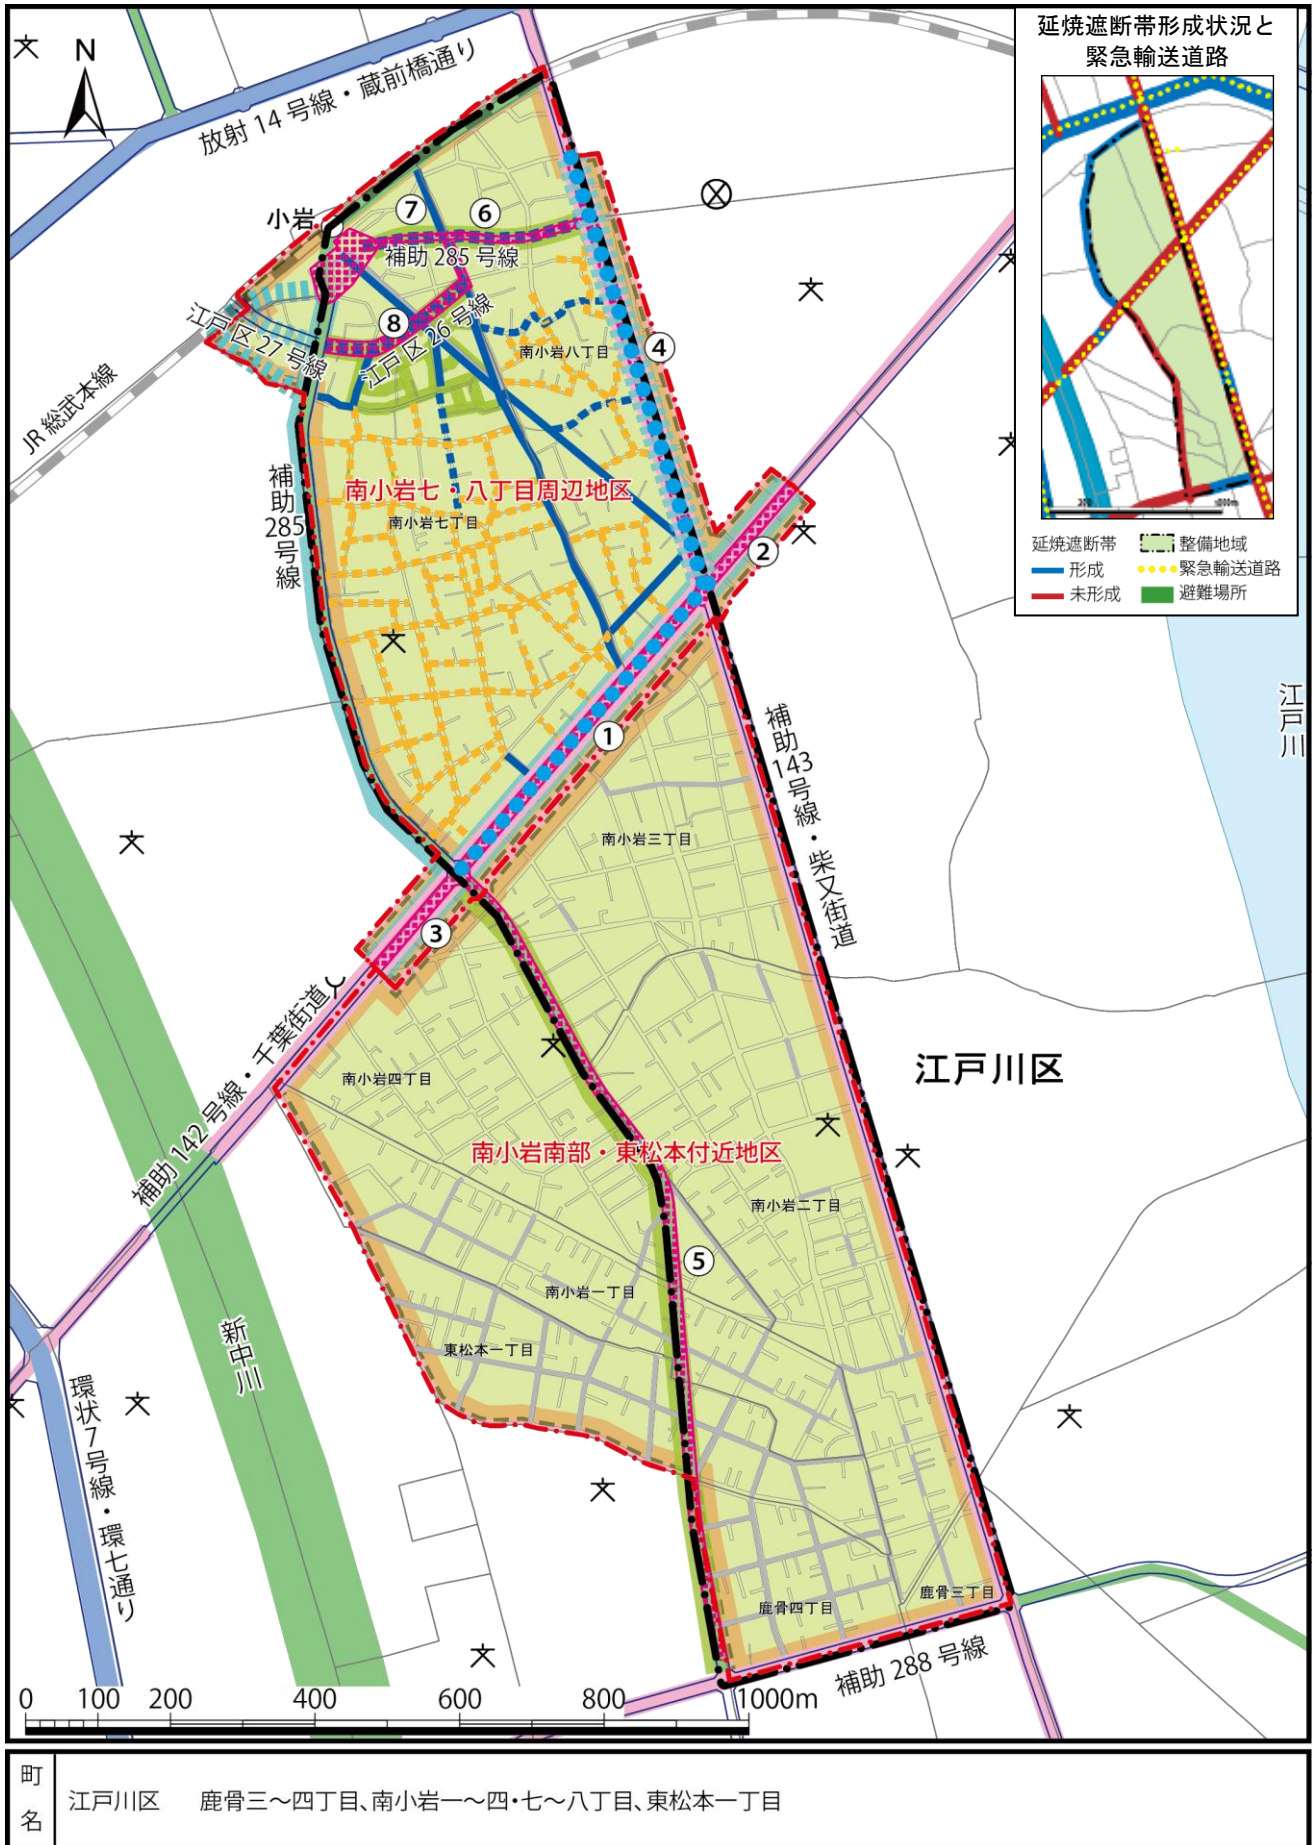 延焼遮断帯形成状況と
緊急輸送道路
300
延焼遮断帯
形成
未形成
整備地域
緊急輸送道路
避難場所
N
放射14号線・蔵前橋通り
小岩
⑦
⑥
補助285号線
⑧
江戸区26号線
江戸区27号線
JR総武本線
南小岩八丁目
④
補助285号線
南小岩七・八丁目周辺地区
南小岩七丁目
②
①
補助143号線・柴又街道
南小岩三丁目
江戸川
③
補助142号線・千葉街道
南小岩四丁目
江戸川区
南小岩南部・東松本付近地区
南小岩二丁目
⑤
南小岩一丁目
東松本一丁目
新中川
環状7号線・環七通り
鹿骨三丁目
鹿骨四丁目
補助288号線
0 100 200 400 600 800 1000m
町名
江戸川区 鹿骨三～四丁目、南小岩一～四・七～八丁目、東松本一丁目